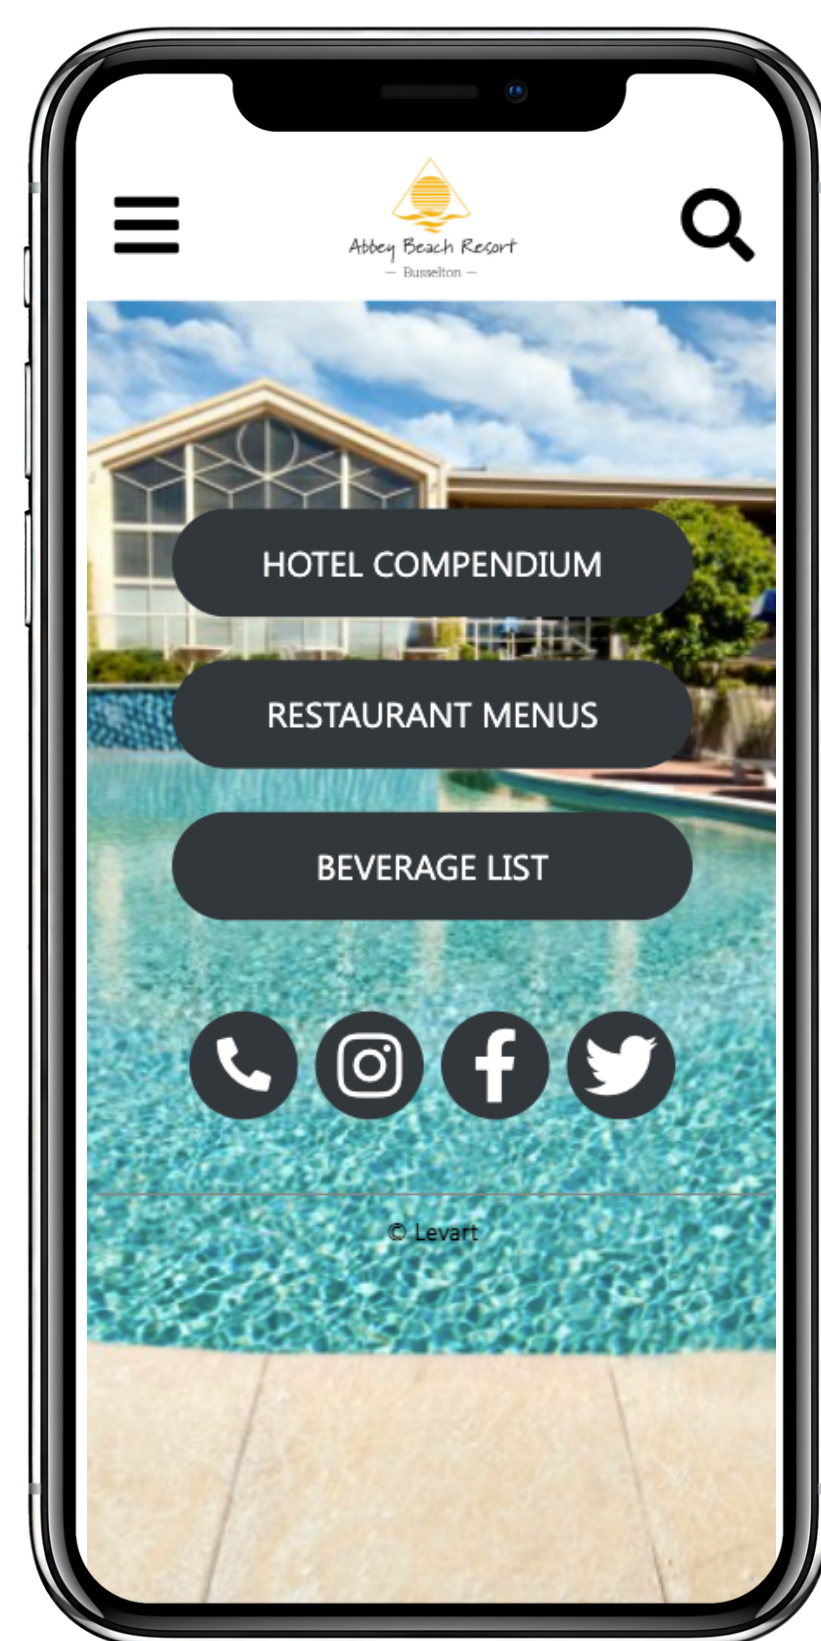 Abbey Beach Resort
— Busselton —
HOTEL COMPENDIUM
RESTAURANT MENUS
BEVERAGE LIST
© Levart